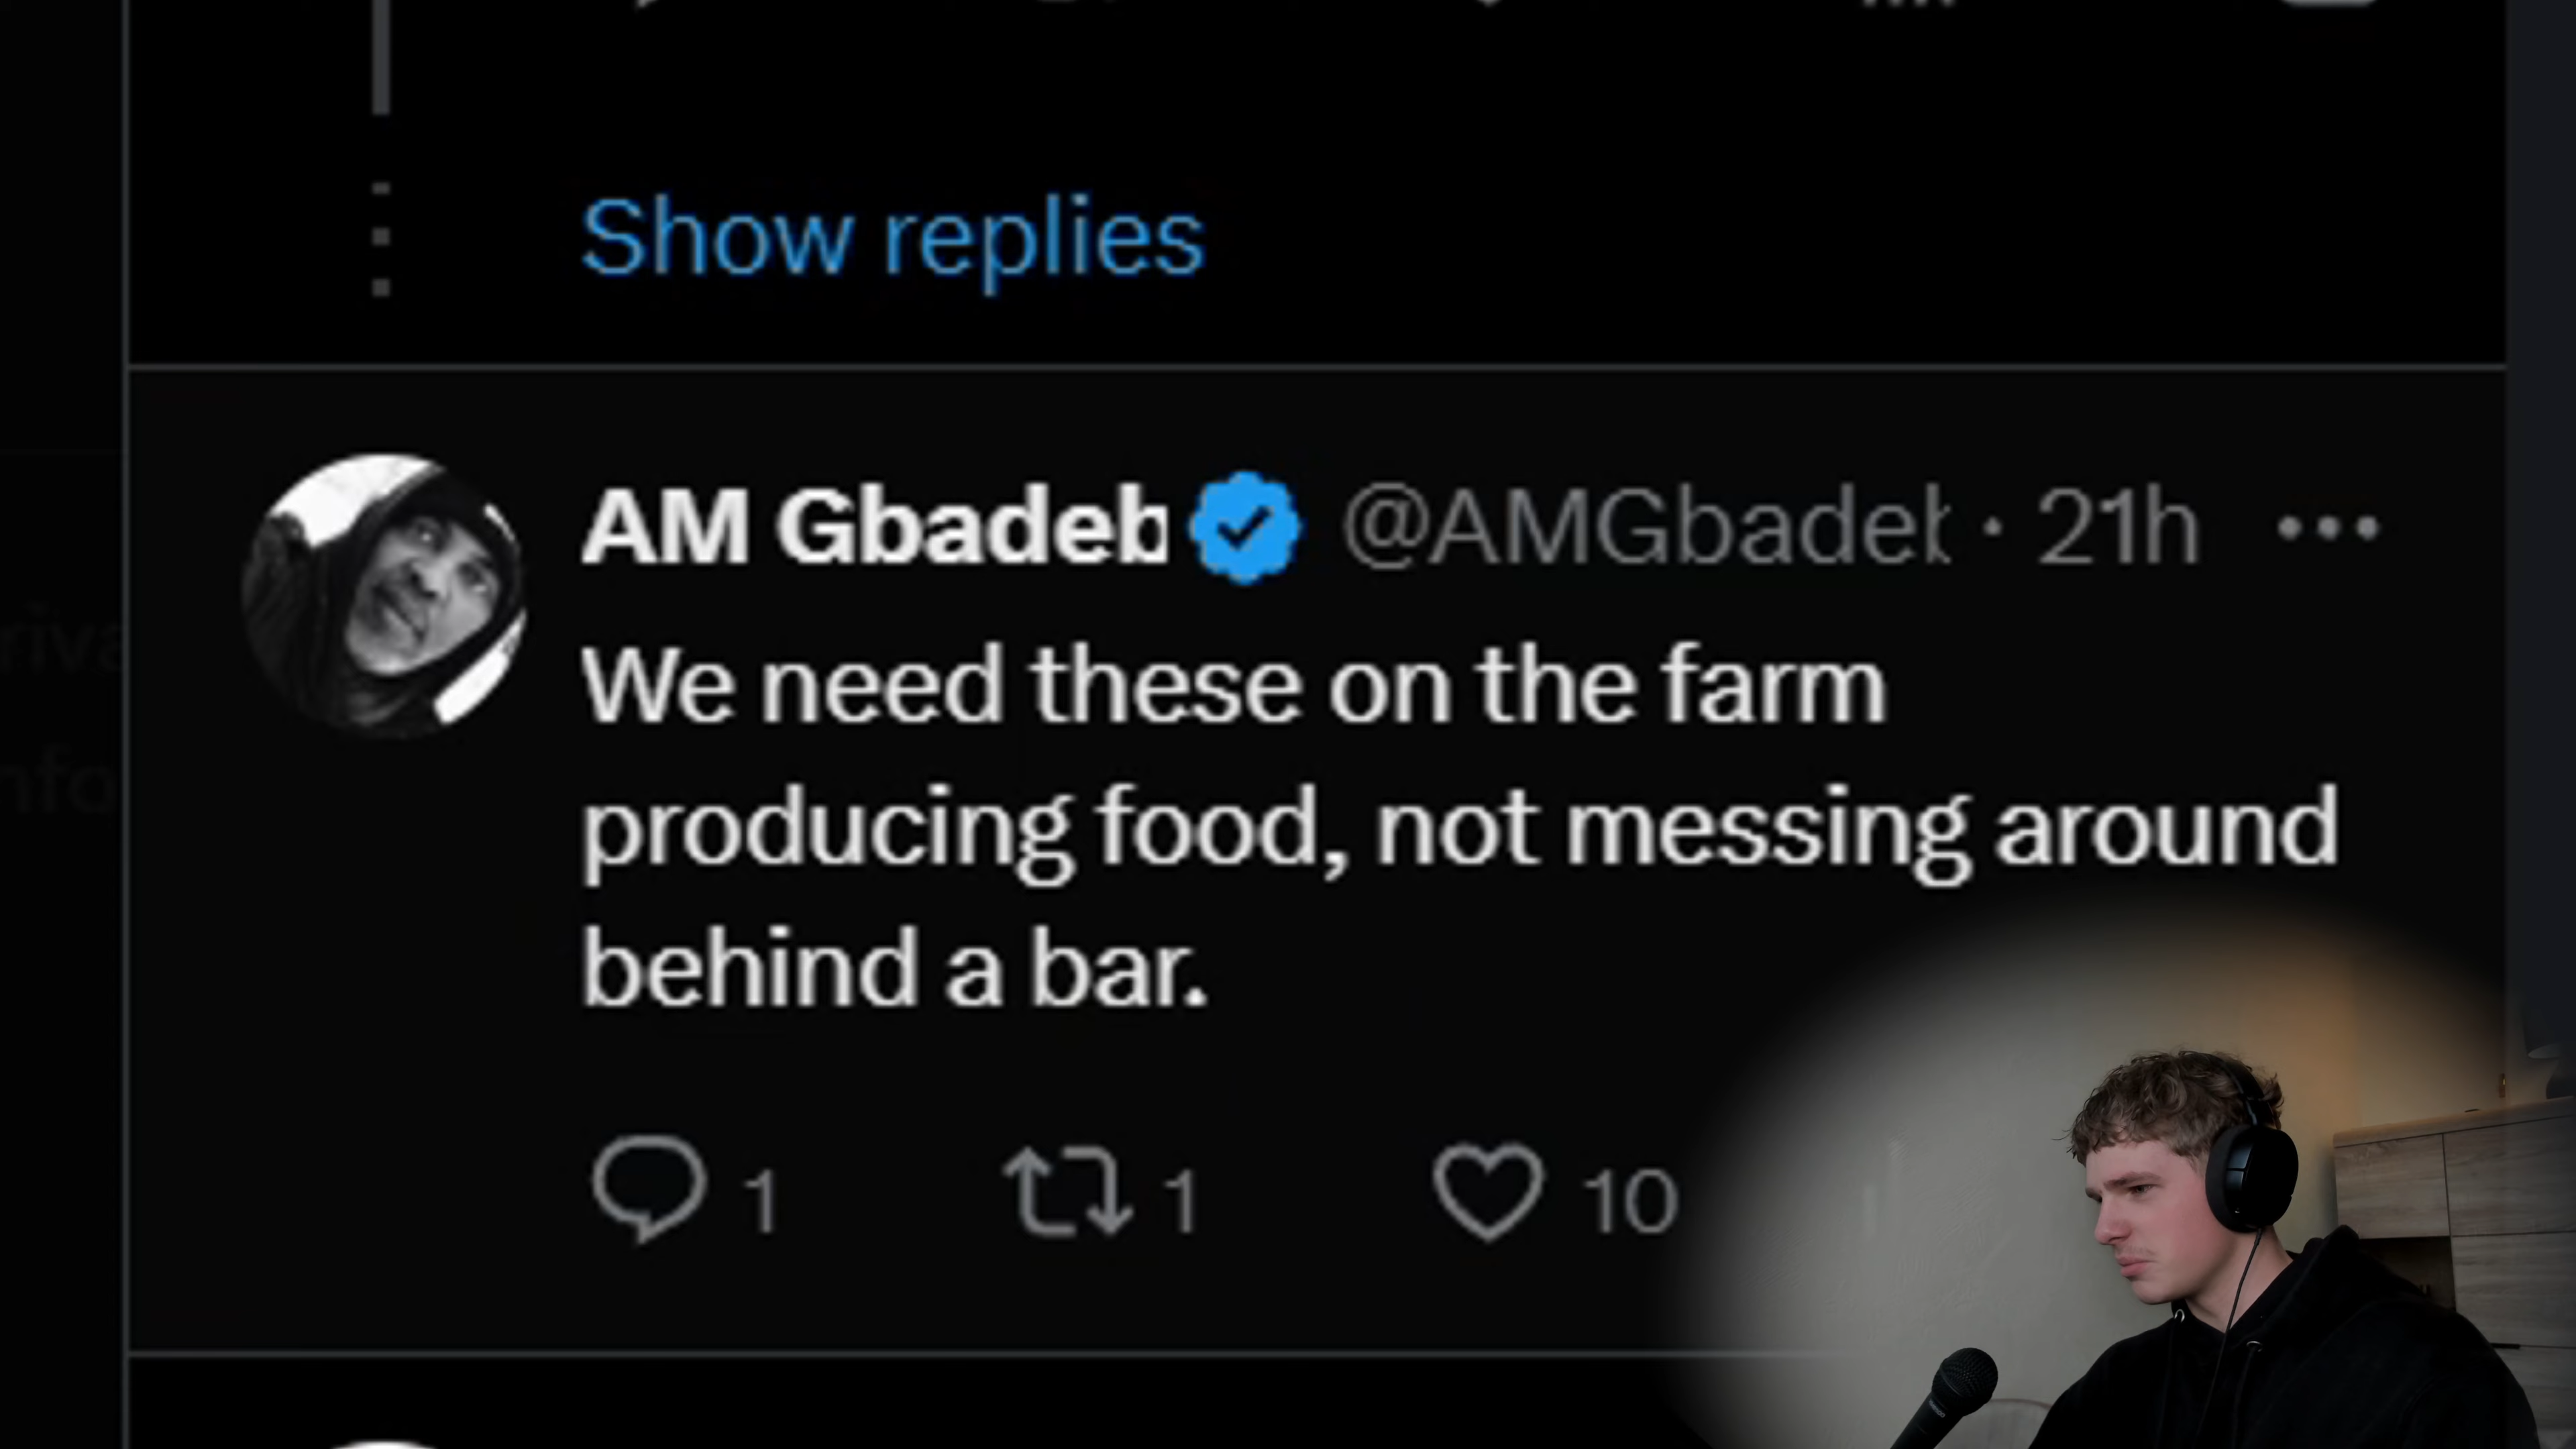 Show replies
AM Gbadeb @AMGbadeb · 21h
We need these on the farm
producing food, not messing around
behind a bar.
1 1 10